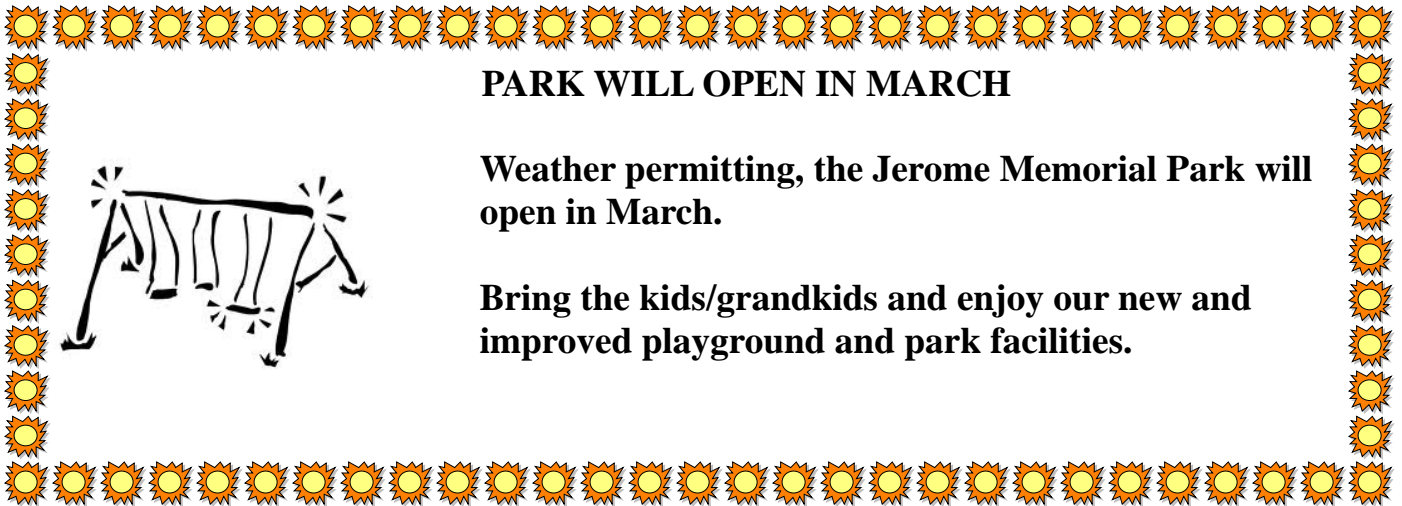 PARK WILL OPEN IN MARCH
Weather permitting, the Jerome Memorial Park will
open in March.
Bring the kids/grandkids and enjoy our new and
improved playground and park facilities.